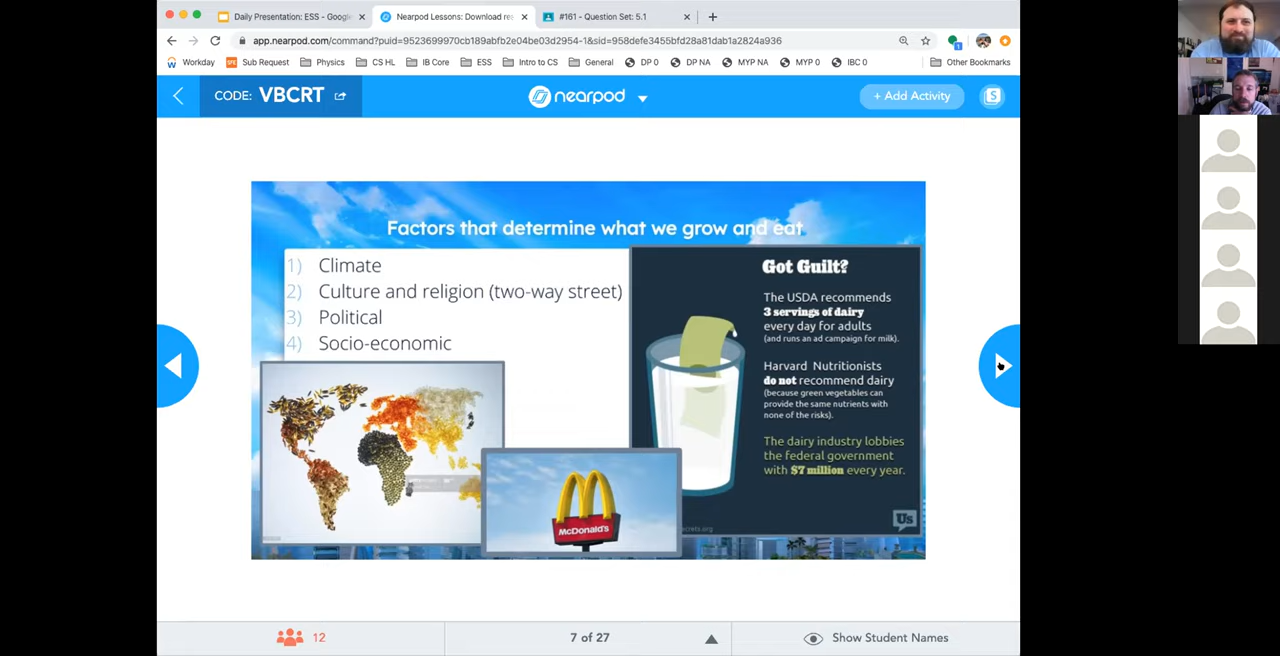 Daily Presentation: ESS - Google
Nearpod Lessons: Download re
#161 - Question Set: 5.1
app.nearpod.com/command?puid=9523699970cb189abfb2e04be03d2954-1&sid=958defe3455bfd28a81dab1a2824a936
Workday
Sub Request
Physics
CS HL
IB Core
ESS
Intro to CS
General
DP 0
DP NA
MYP NA
MYP 0
IBC 0
Other Bookmarks
CODE: VBCRT
nearpod
+ Add Activity
S
Factors that determine what we grow and eat
1) Climate
2) Culture and religion (two-way street)
3) Political
4) Socio-economic
Got Guilt?
The USDA recommends
3 servings of dairy
every day for adults
(and runs an ad campaign for milk).
Harvard Nutritionists
do not recommend dairy
(because green vegetables can
provide the same nutrients with
none of the risks).
The dairy industry lobbies
the federal government
with $7 million every year.
McDonald's
ecrets.org
Us
12
7 of 27
Show Student Names